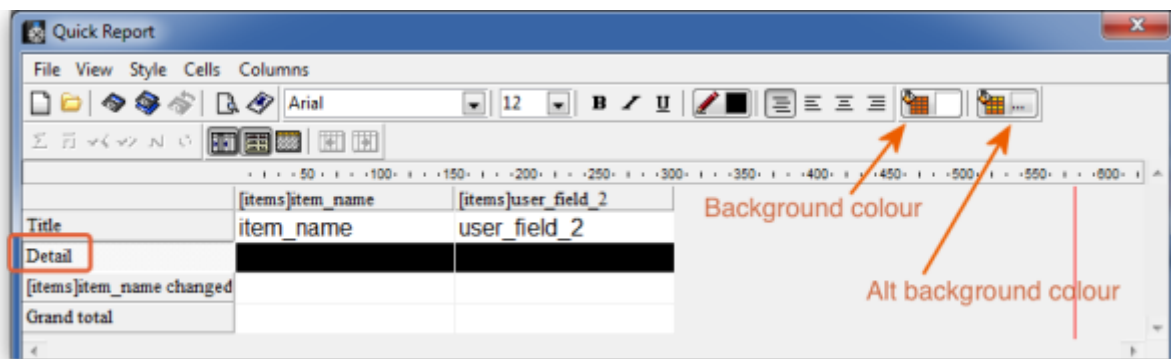 Quick Report
File View Style Cells Columns
Arial 12 B I U ...
50 100 150 200 250 300 350 400 450 500 550 600
[items]item_name [items]user_field_2
Title item_name user_field_2
Background colour
Detail
[items]item_name changed
Alt background colour
Grand total